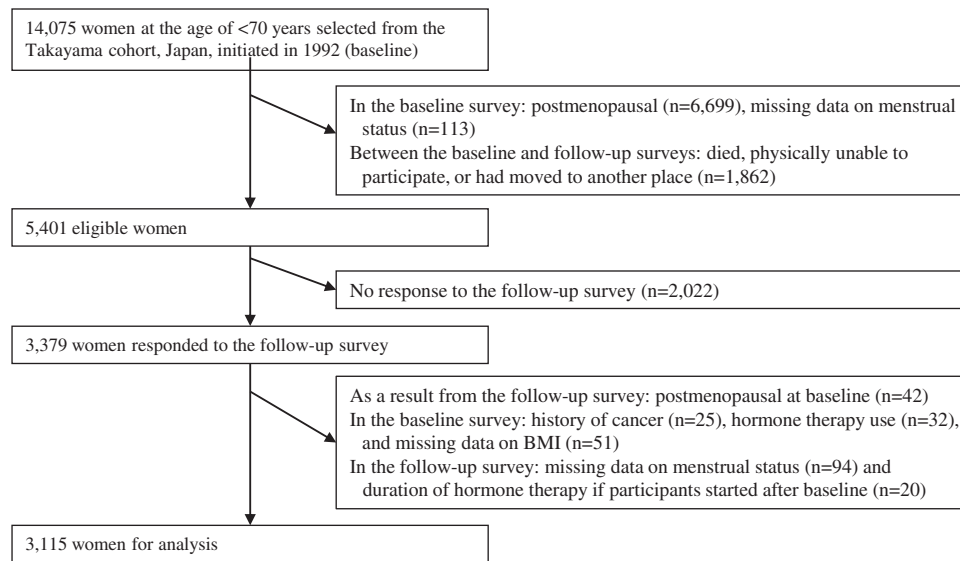 14,075 women at the age of <70 years selected from the
Takayama cohort, Japan, initiated in 1992 (baseline)
In the baseline survey: postmenopausal (n=6,699), missing data on menstrual
status (n=113)
Between the baseline and follow-up surveys: died, physically unable to
participate, or had moved to another place (n=1,862)
5,401 eligible women
No response to the follow-up survey (n=2,022)
3,379 women responded to the follow-up survey
As a result from the follow-up survey: postmenopausal at baseline (n=42)
In the baseline survey: history of cancer (n=25), hormone therapy use (n=32),
and missing data on BMI (n=51)
In the follow-up survey: missing data on menstrual status (n=94) and
duration of hormone therapy if participants started after baseline (n=20)
3,115 women for analysis